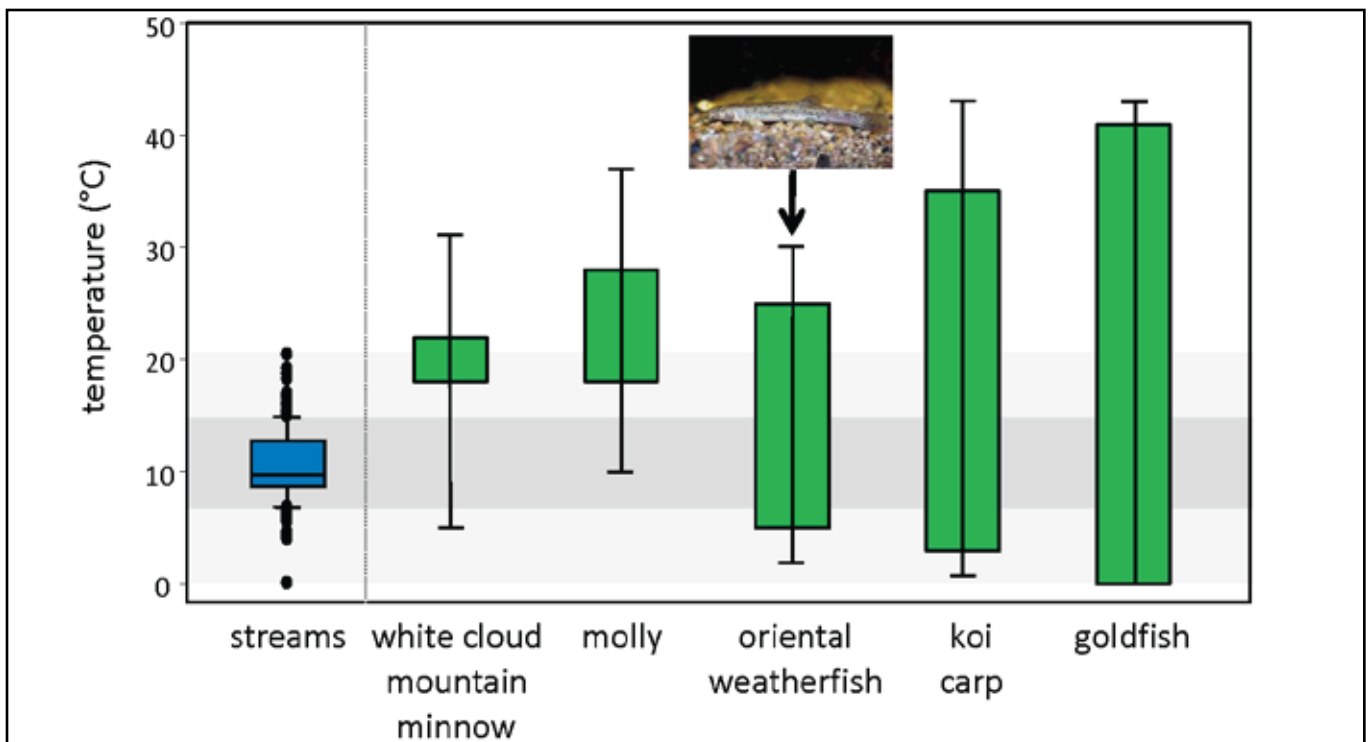 50
40
30
20
10
0
temperature (°C)
streams
white cloud
mountain
minnow
molly
oriental
weatherfish
koi
carp
goldfish